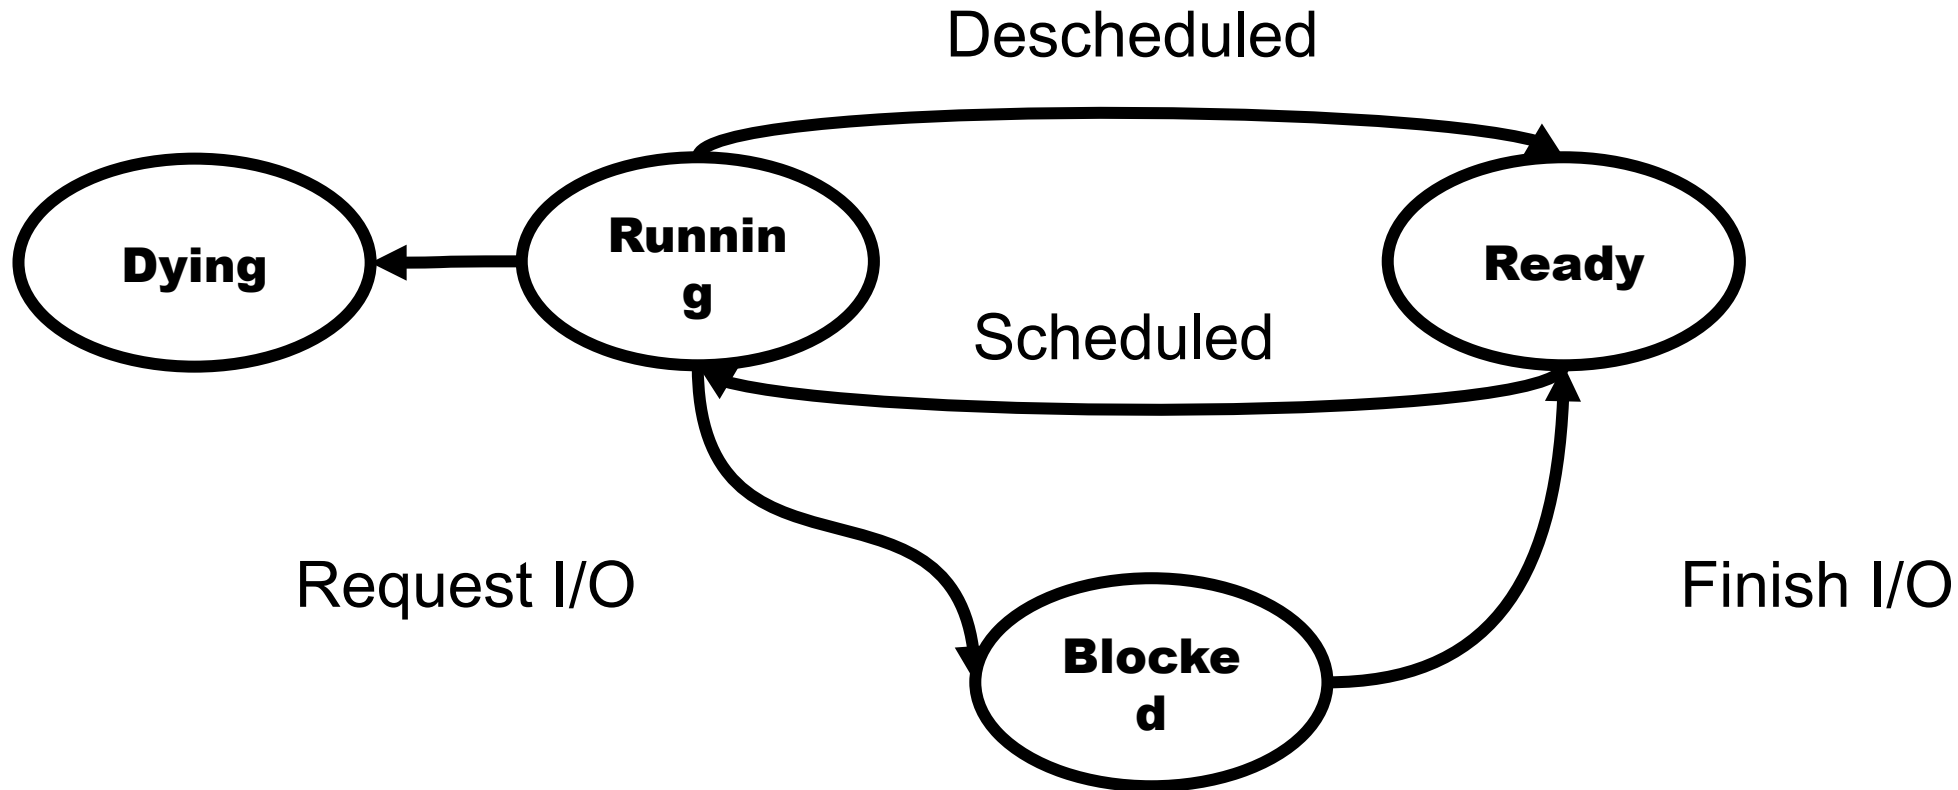 Descheduled
Dying
Runnin
g
Ready
Scheduled
Request I/O
Finish I/O
Blocke
d